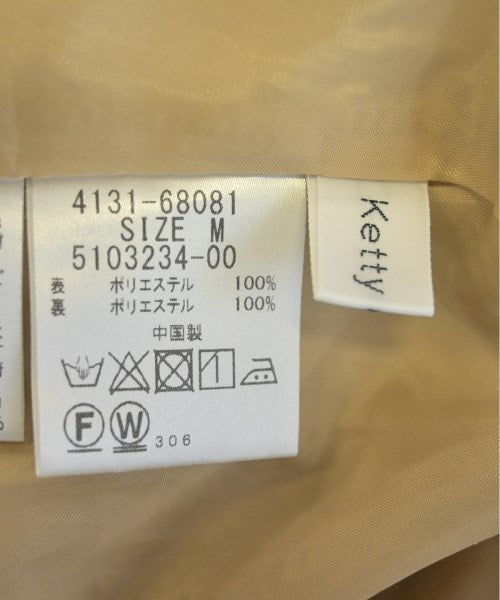 4131-68081
SIZE M
5103234-00
表 ポリエステル 100%
裏 ポリエステル 100%
中国製
F W 306
Ketty